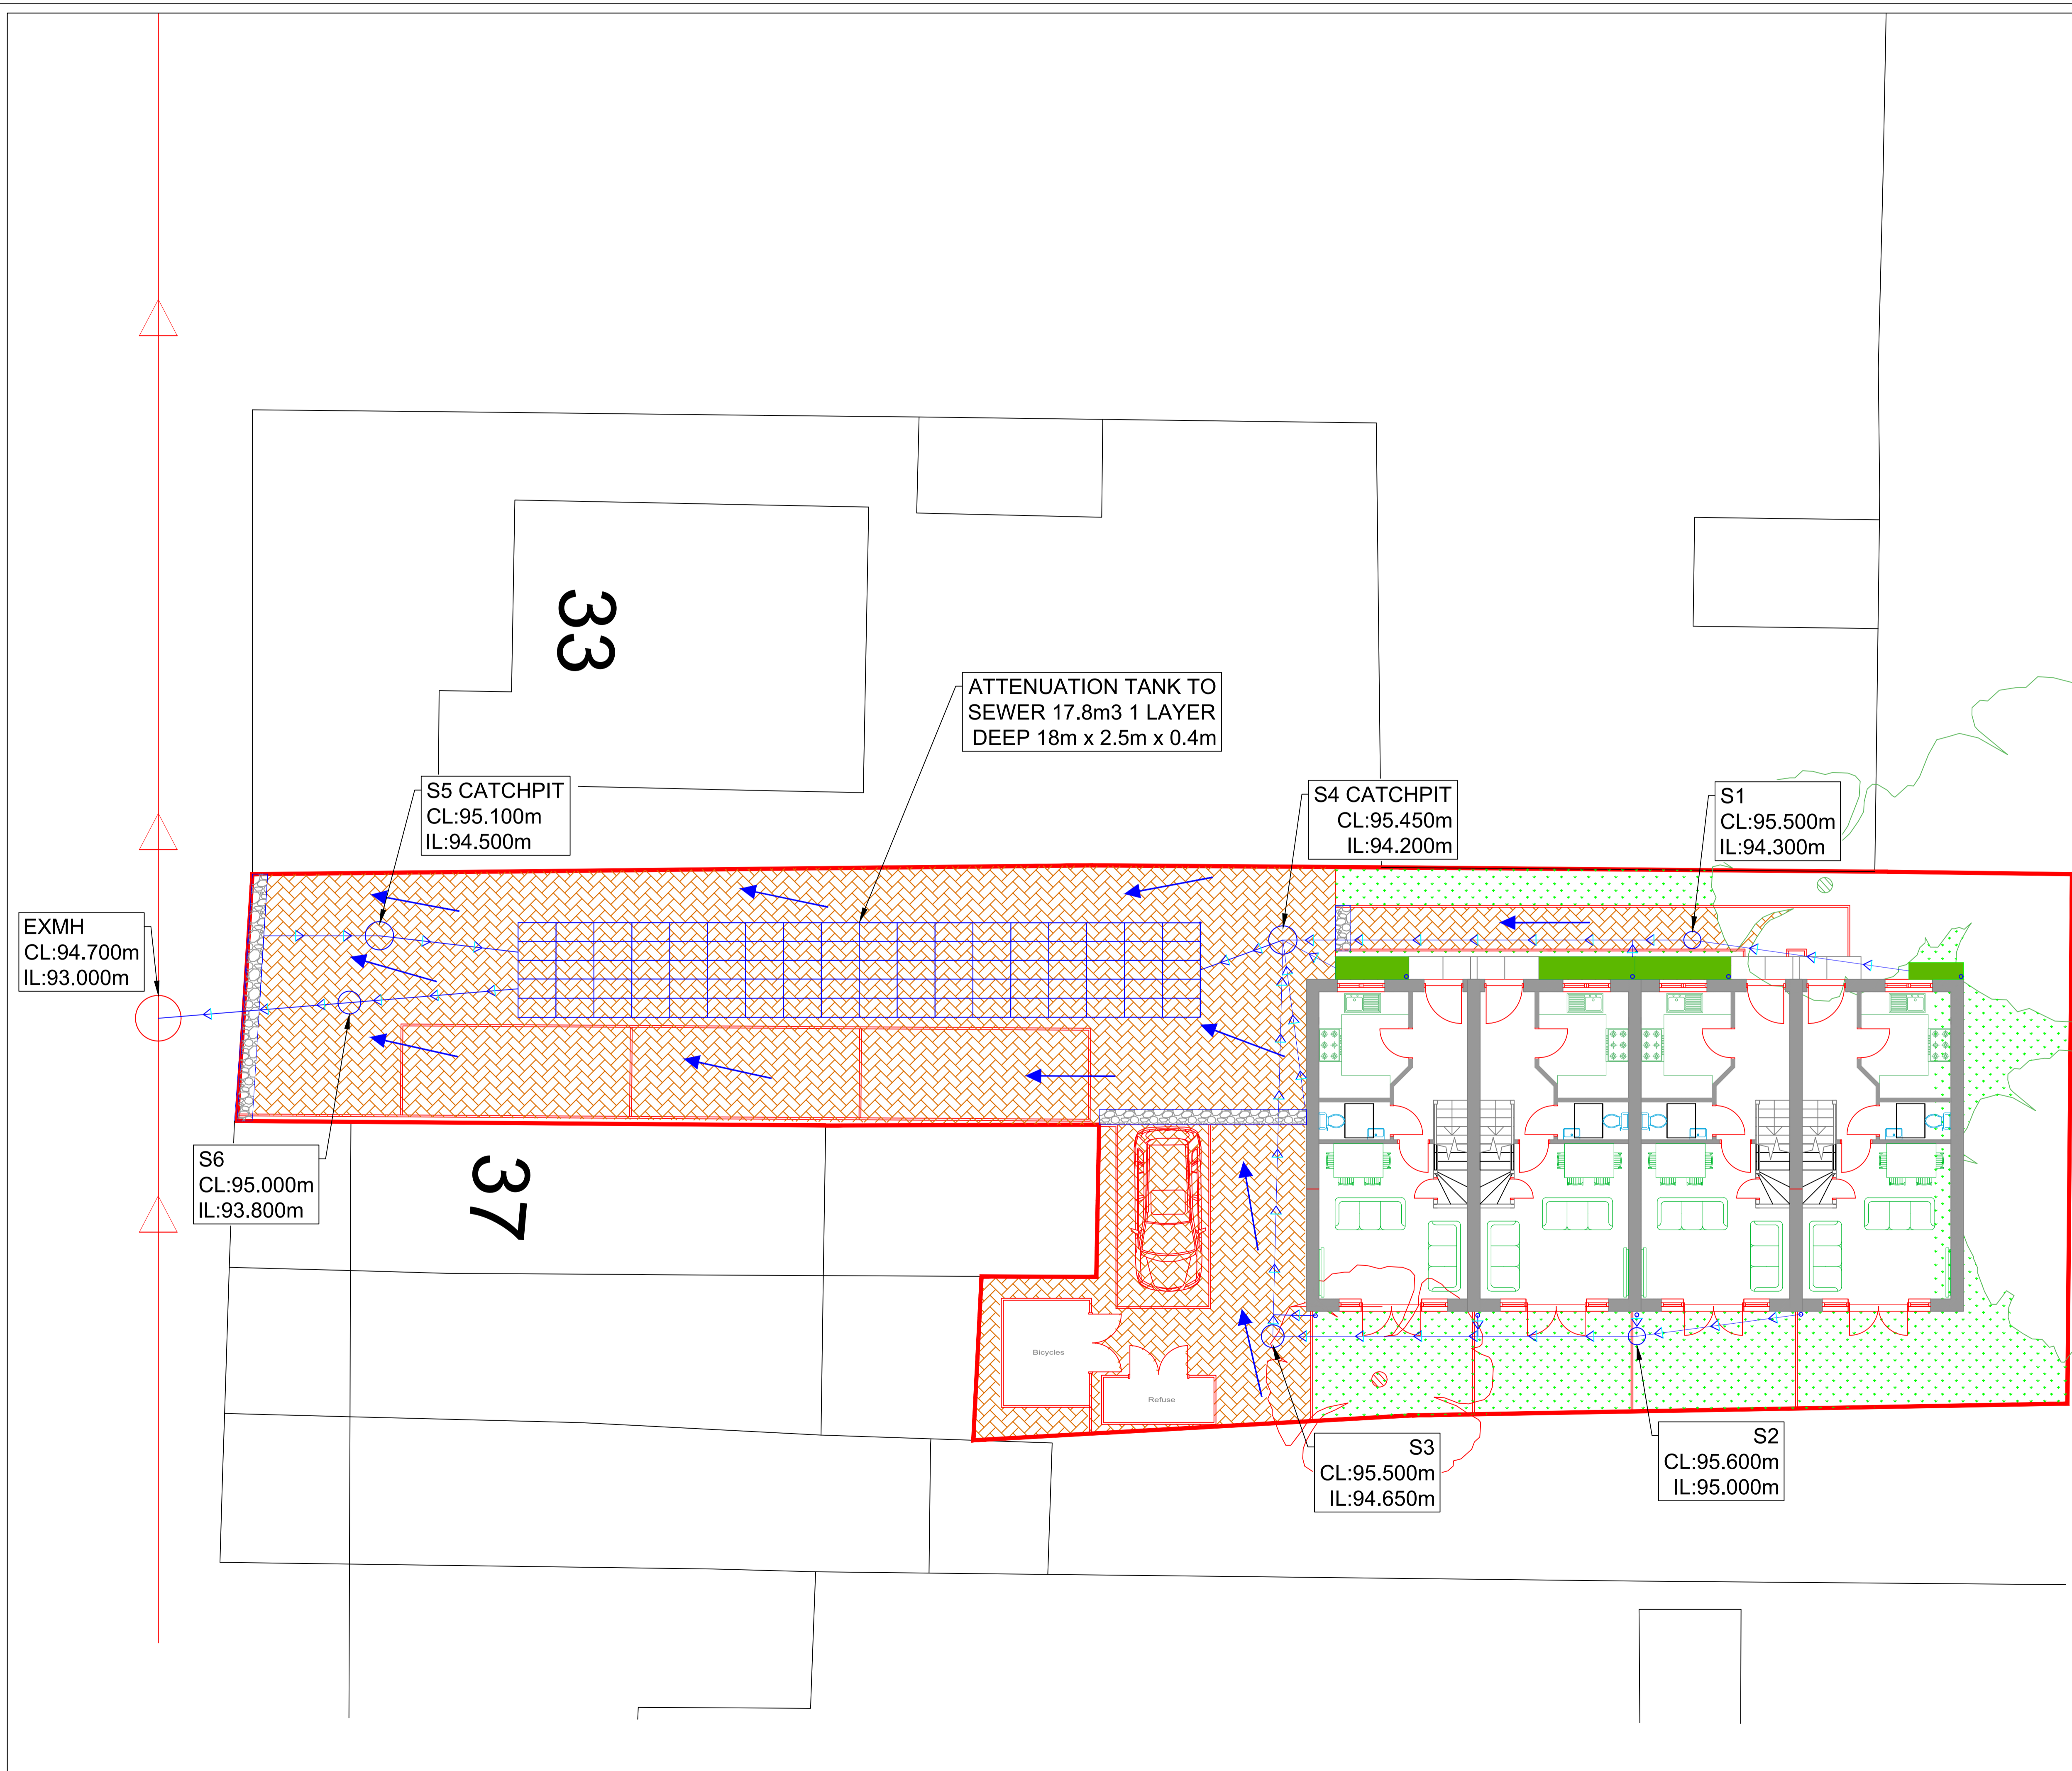 33
ATTENUATION TANK TO
SEWER 17.8m3 1 LAYER
DEEP 18m x 2.5m x 0.4m
S5 CATCHPIT
CL:95.100m
IL:94.500m
S4 CATCHPIT
CL:95.450m
IL:94.200m
S1
CL:95.500m
IL:94.300m
EXMH
CL:94.700m
IL:93.000m
S6
CL:95.000m
IL:93.800m
37
Bicycles
Refuse
S3
CL:95.500m
IL:94.650m
S2
CL:95.600m
IL:95.000m